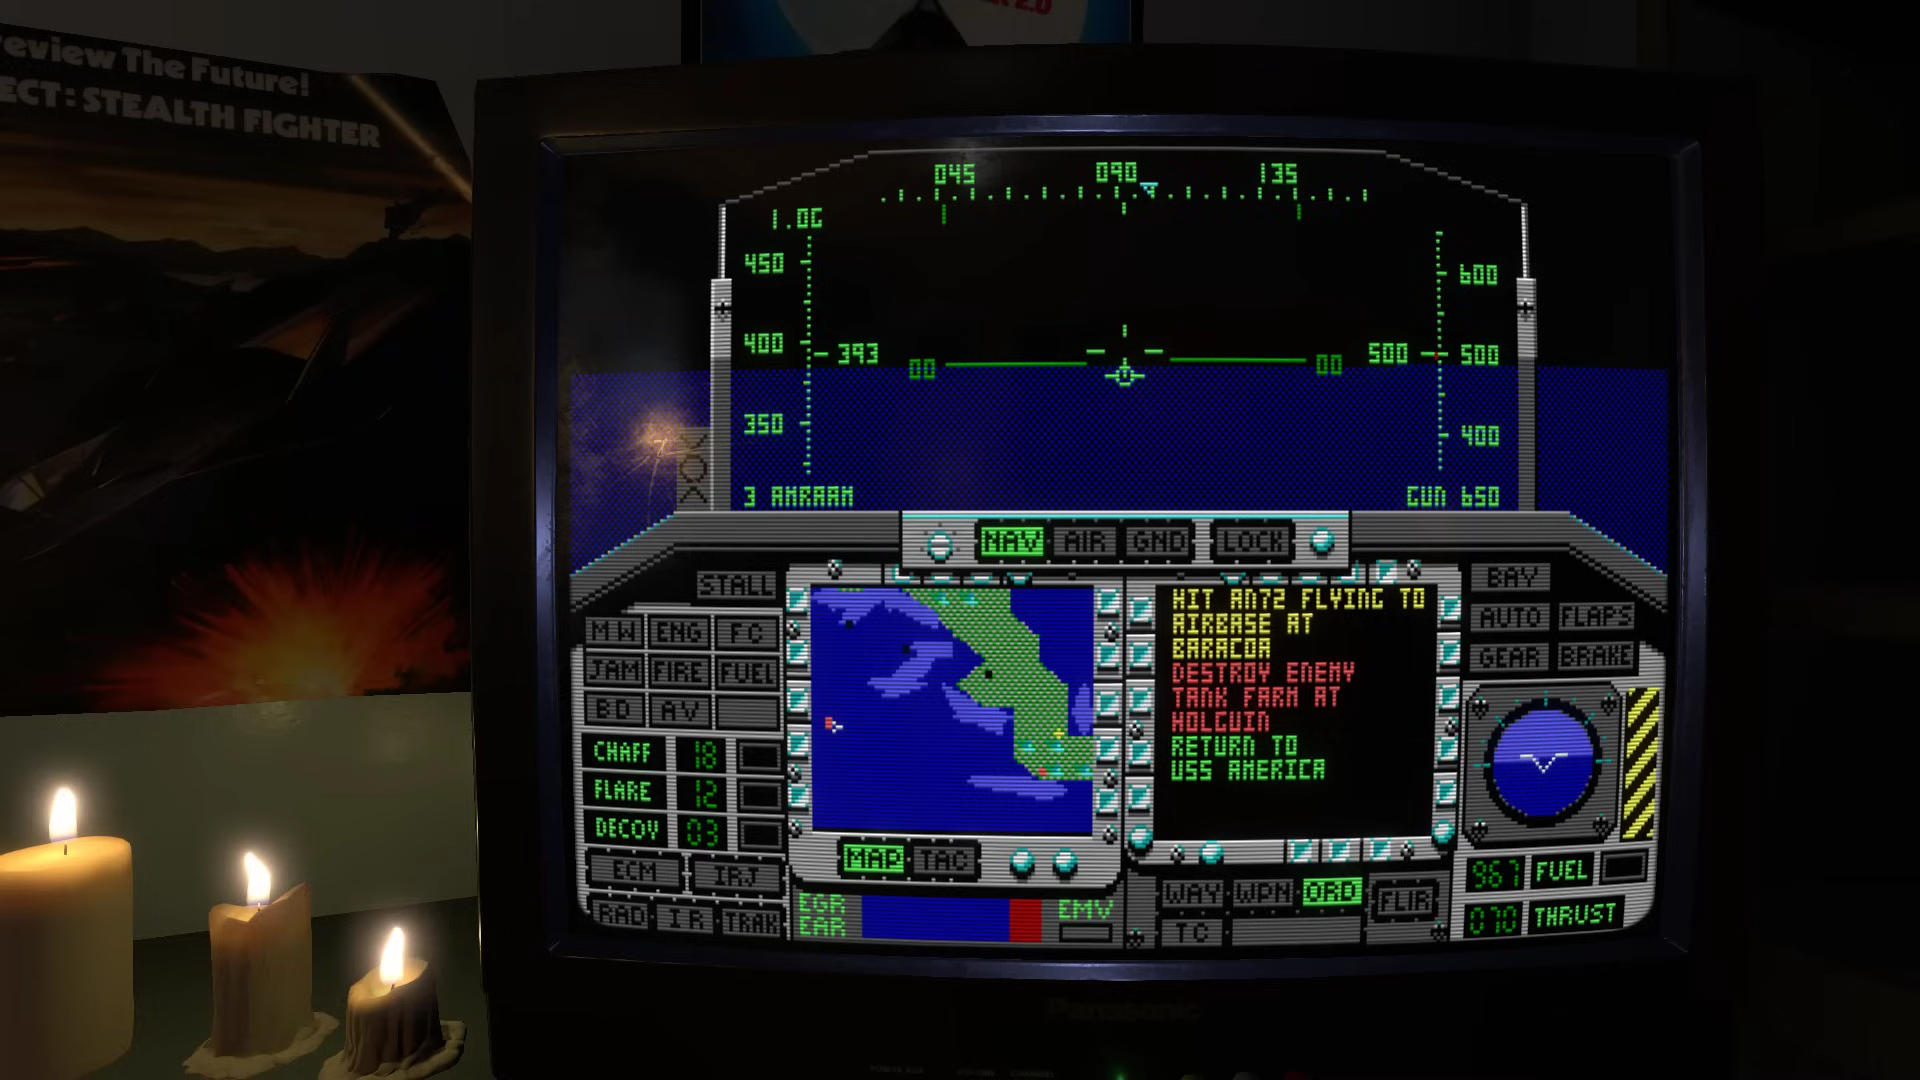 review The Future!
ECT: STEALTH FIGHTER
2.0
045 090 135
1.0G
450
400
393
350
00
00
600
500
500
400
3 AMRAAM
GUN 650
NAV AIR GND LOCK
STALL
MW ENG FC
JAM FIRE FUEL
BD AV
CHAFF 18
FLARE 12
DECOY 03
ECM IRJ
RAD IR TRAK
MAP TAC
EGR
EAR
EMV
HIT AN72 FLYING TO
AIRBASE AT
BARACOA
DESTROY ENEMY
TANK FARM AT
HOLGUIN
RETURN TO
USS AMERICA
WAY WPN ORD FLIR
TC
BAY
AUTO FLAPS
GEAR BRAKE
967 FUEL
070 THRUST
Panasonic